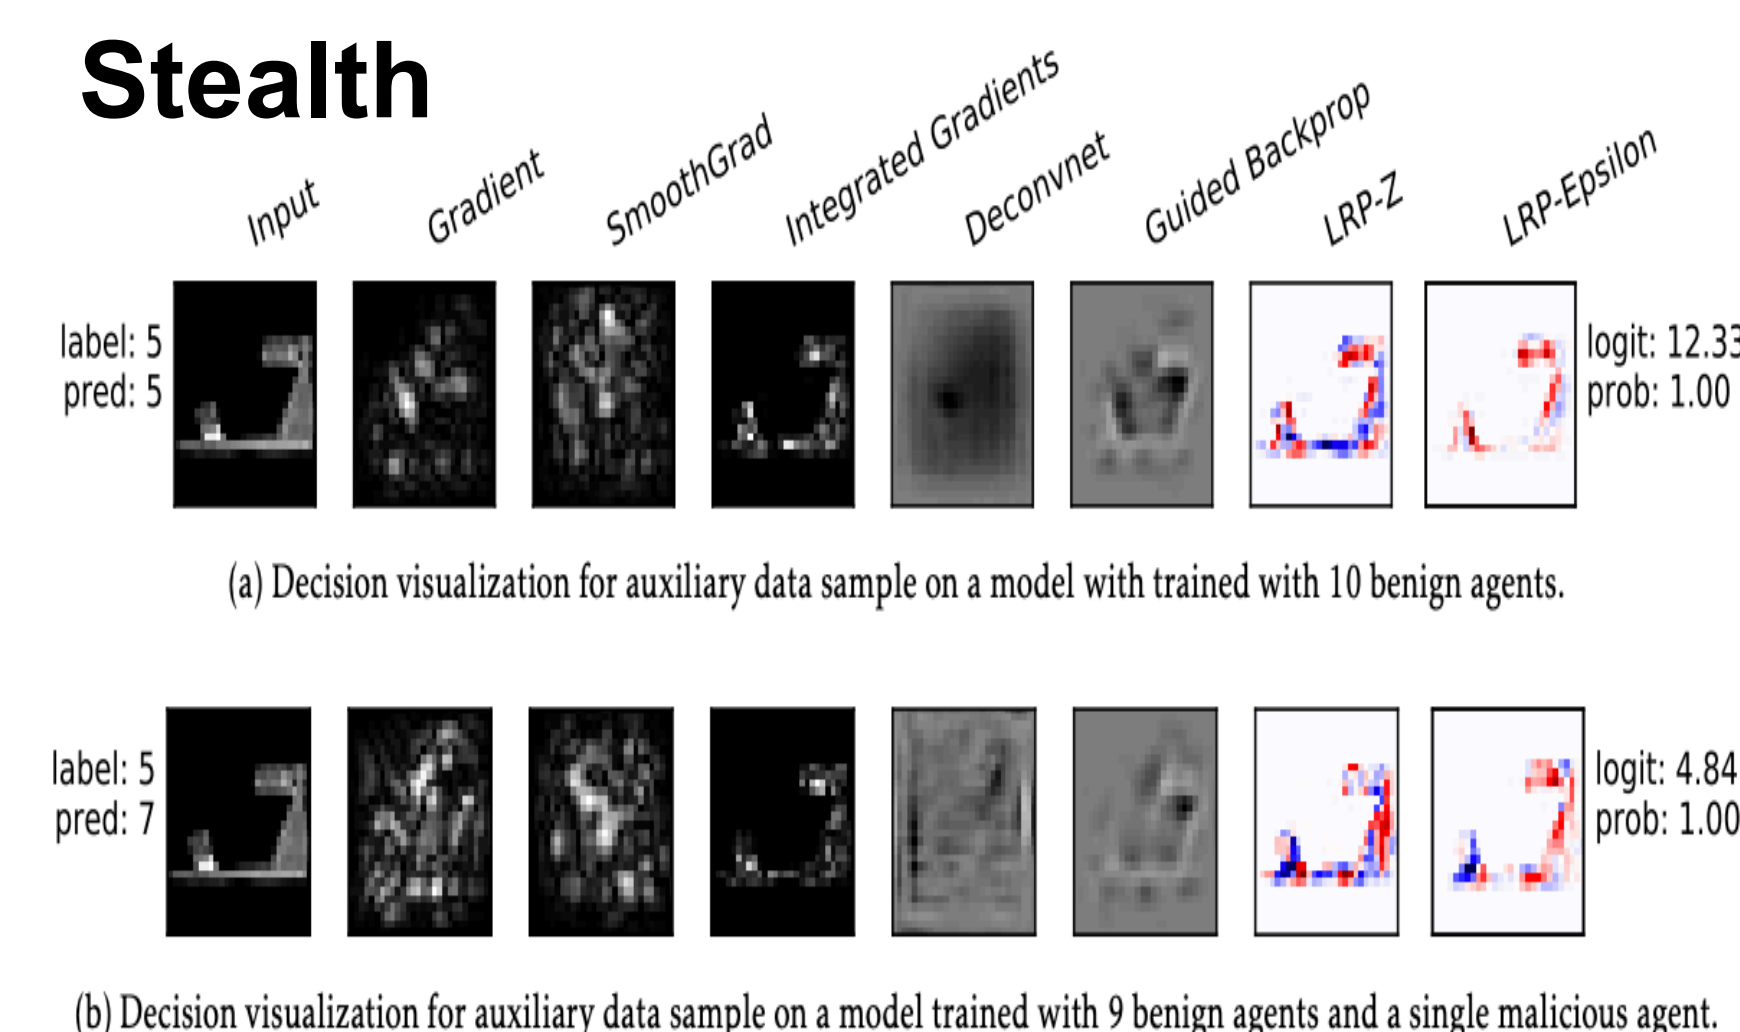 Stealth
Input
Gradient
SmoothGrad
Integrated Gradients
Deconvnet
Guided Backprop
LRP-Z
LRP-Epsilon
label: 5
pred: 5
logit: 12.33
prob: 1.00
(a) Decision visualization for auxiliary data sample on a model with trained with 10 benign agents.
label: 5
pred: 7
logit: 4.84
prob: 1.00
(b) Decision visualization for auxiliary data sample on a model trained with 9 benign agents and a single malicious agent.